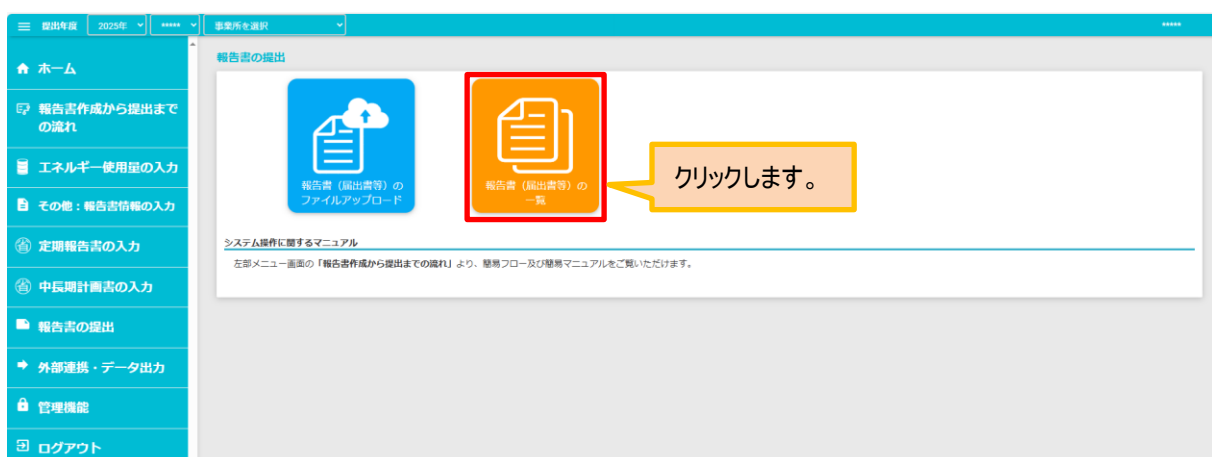 提出年度 2025年 ***** 事業所を選択 *****
ホーム
報告書作成から提出まで
の流れ
エネルギー使用量の入力
その他：報告書情報の入力
定期報告書の入力
中長期計画書の入力
報告書の提出
外部連携・データ出力
管理機能
ログアウト
報告書の提出
報告書（届出書等）の
ファイルアップロード
報告書（届出書等）の
一覧
クリックします。
システム操作に関するマニュアル
左部メニュー画面の「報告書作成から提出までの流れ」より、簡易フロー及び簡易マニュアルをご覧いただけます。